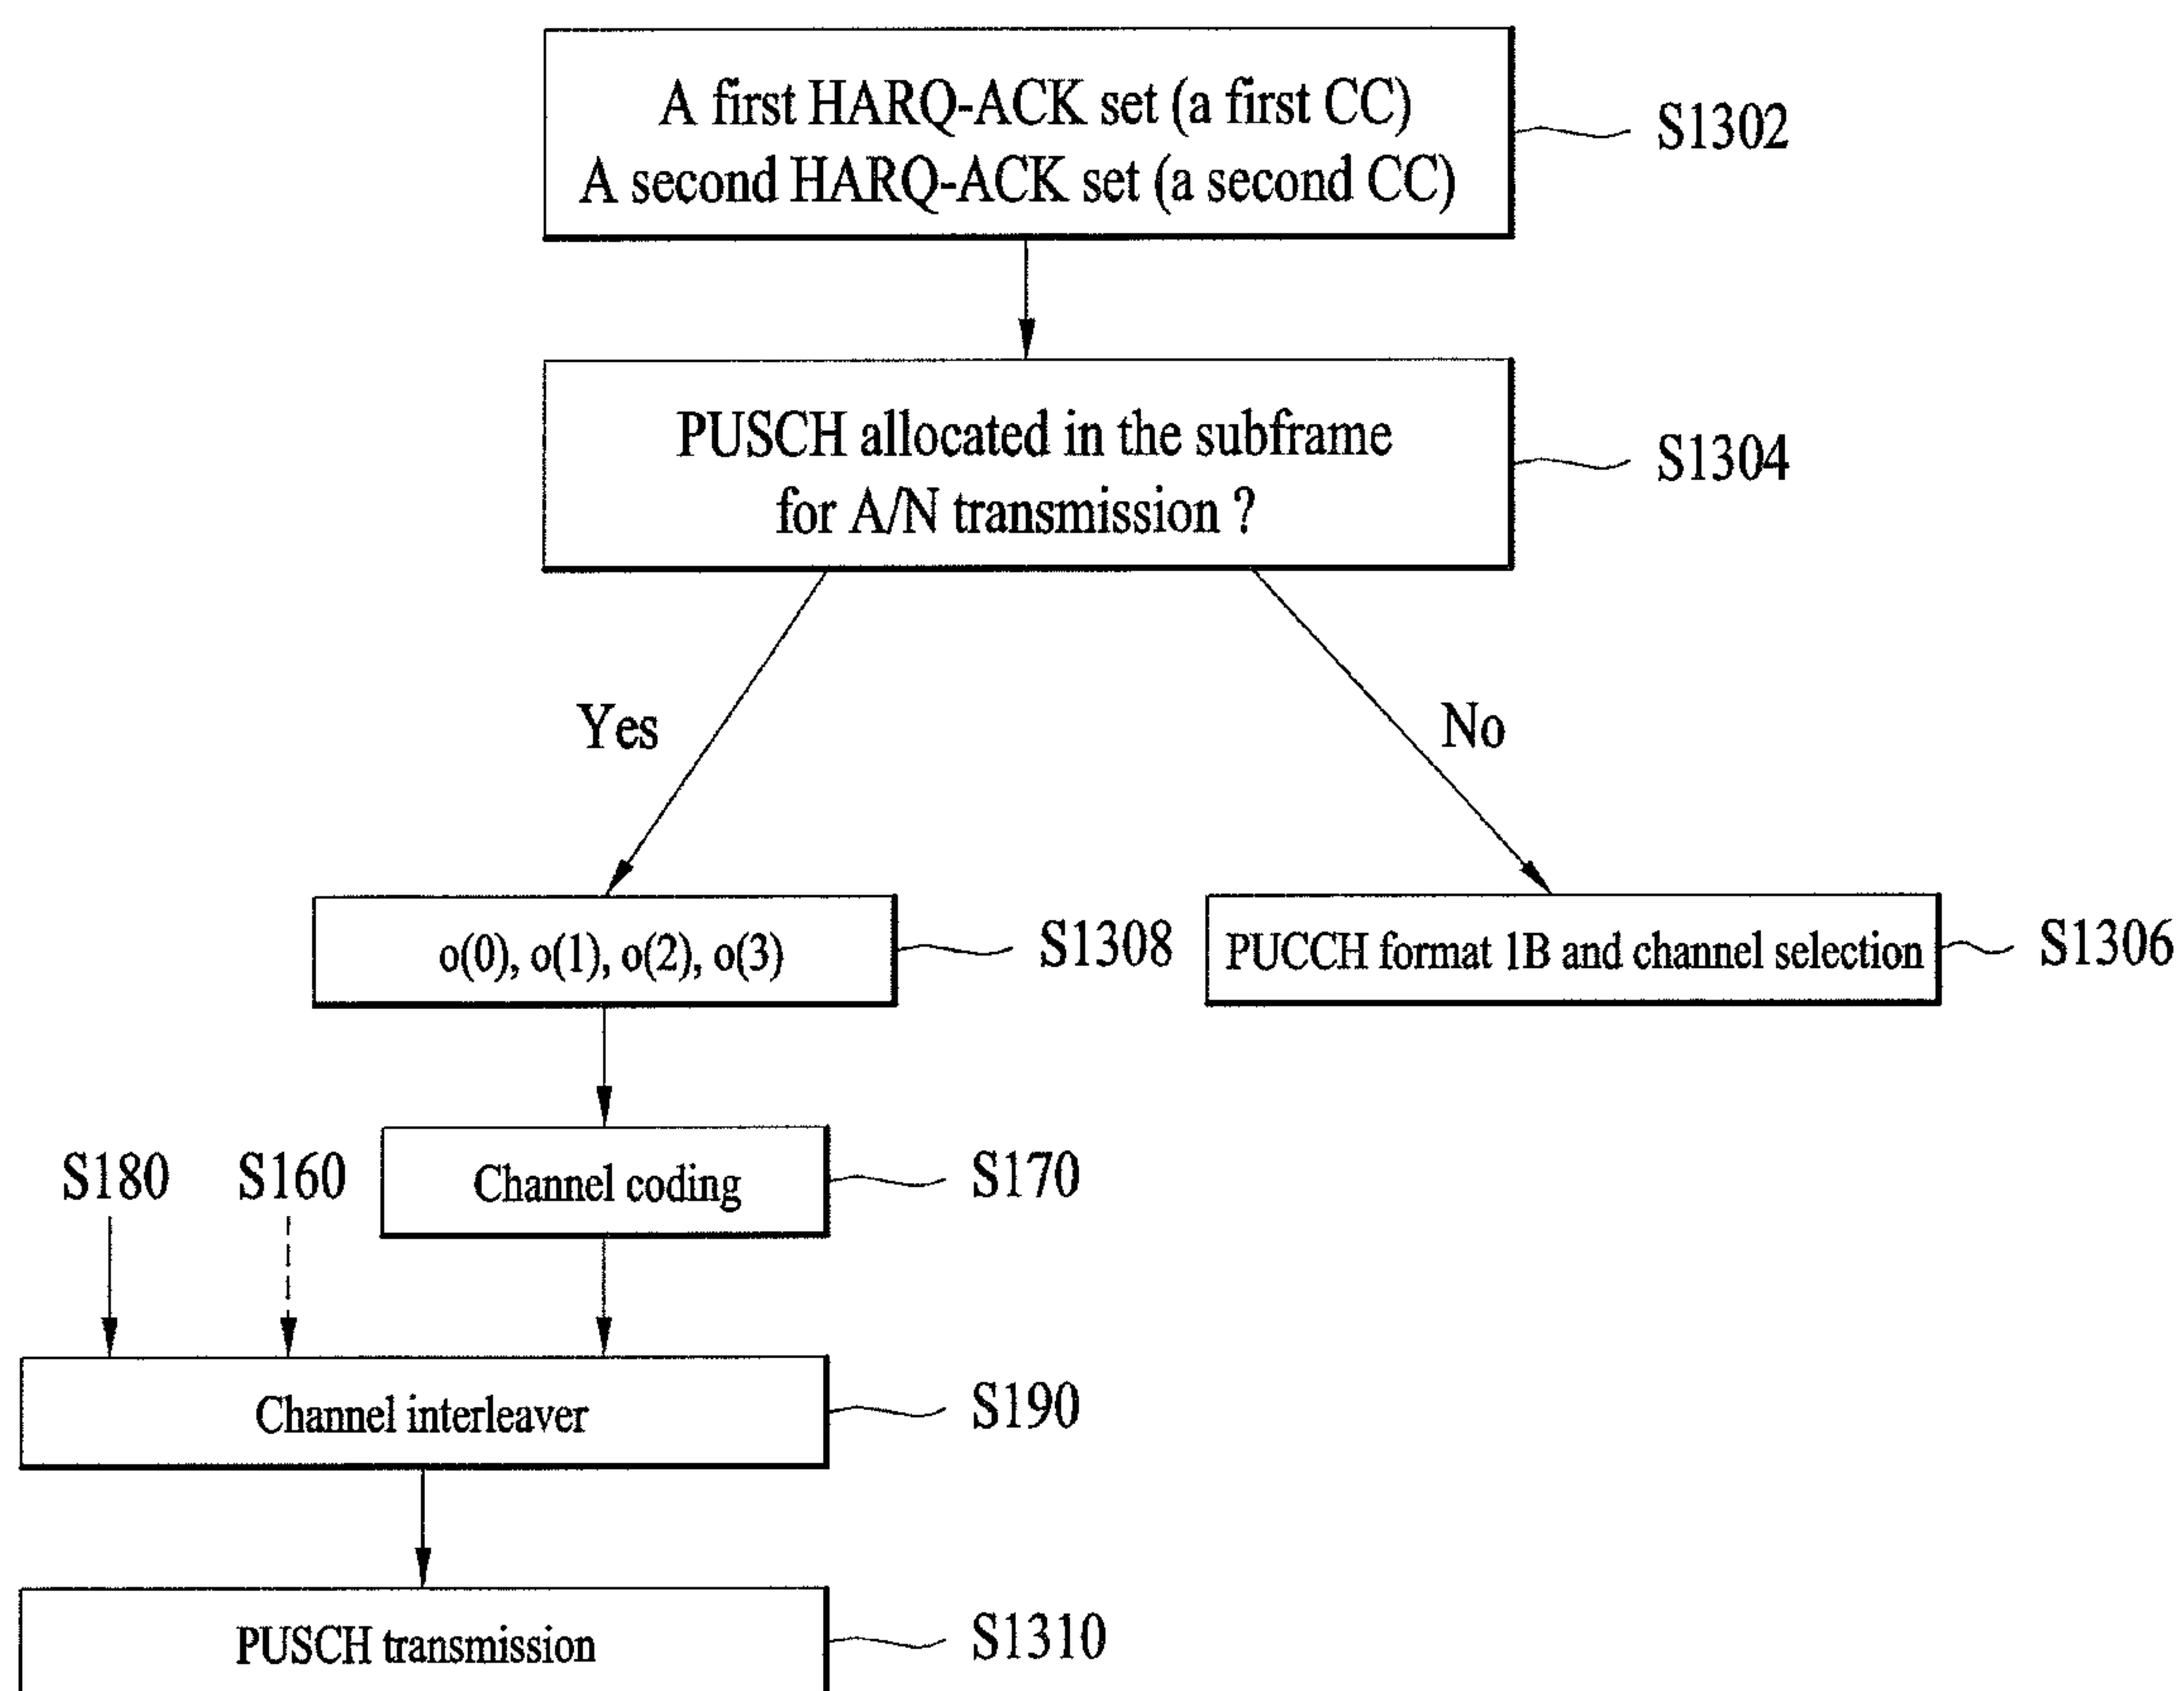 A first HARQ-ACK set (a first CC)
A second HARQ-ACK set (a second CC)
S1302
PUSCH allocated in the subframe
for A/N transmission ?
S1304
Yes
No
o(0), o(1), o(2), o(3)
S1308
PUCCH format 1B and channel selection
S1306
S180
S160
Channel coding
S170
Channel interleaver
S190
PUSCH transmission
S1310